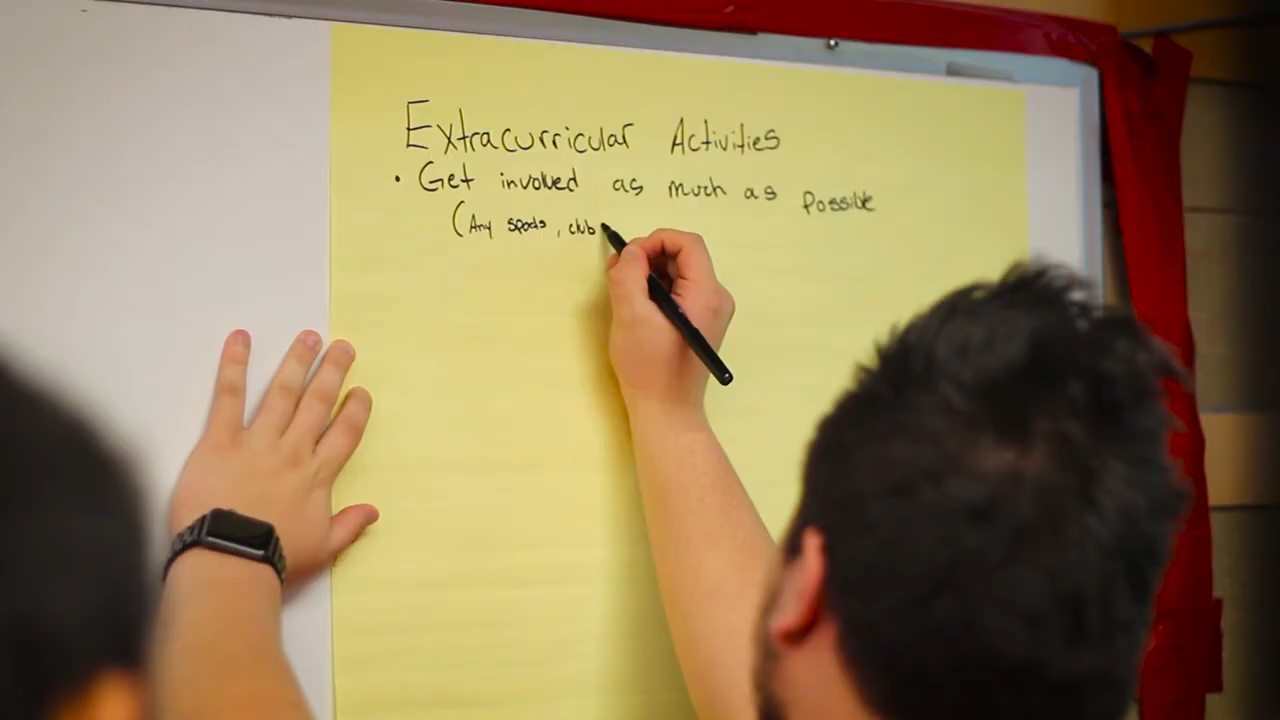 Extracurricular Activities
• Get involved as much as Possible
(Any sports, club